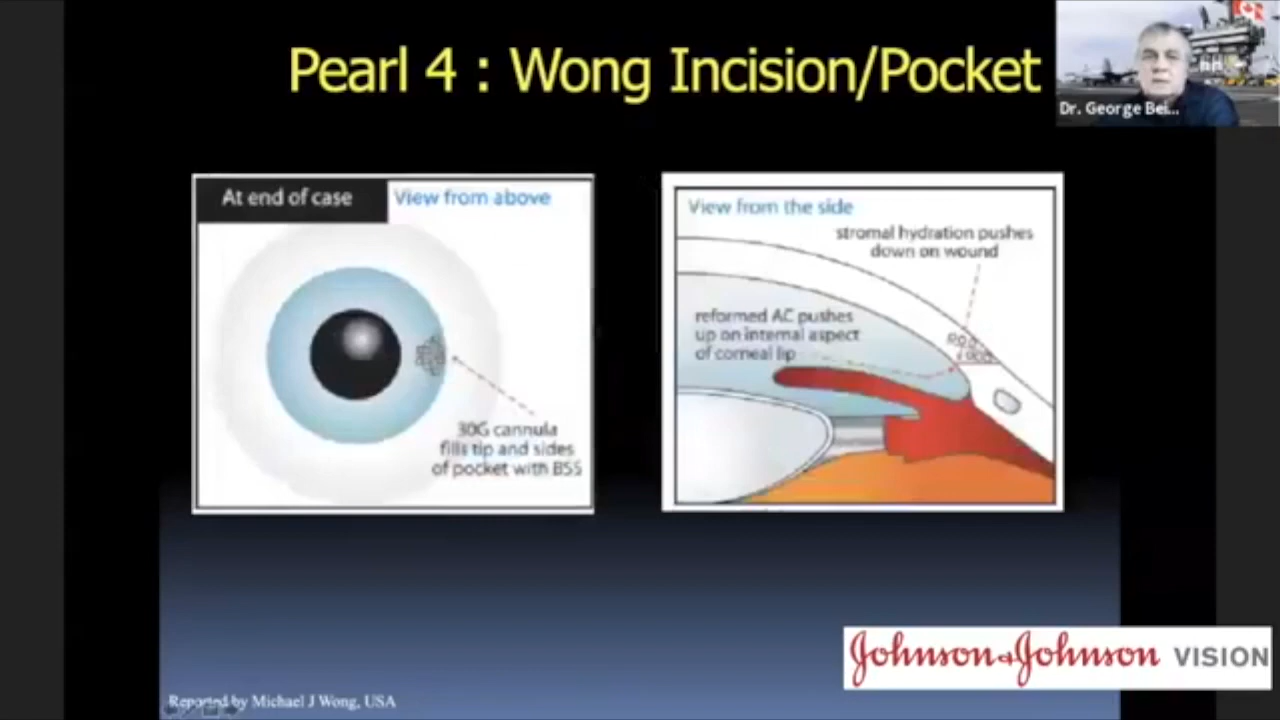 Pearl 4 : Wong Incision/Pocket
Dr. George Bei...
At end of case
View from above
30G cannula
fills tip and sides
of pocket with BSS
View from the side
stromal hydration pushes
down on wound
reformed AC pushes
up on internal aspect
of corneal lip
Johnson & Johnson VISION
Reported by Michael J Wong, USA